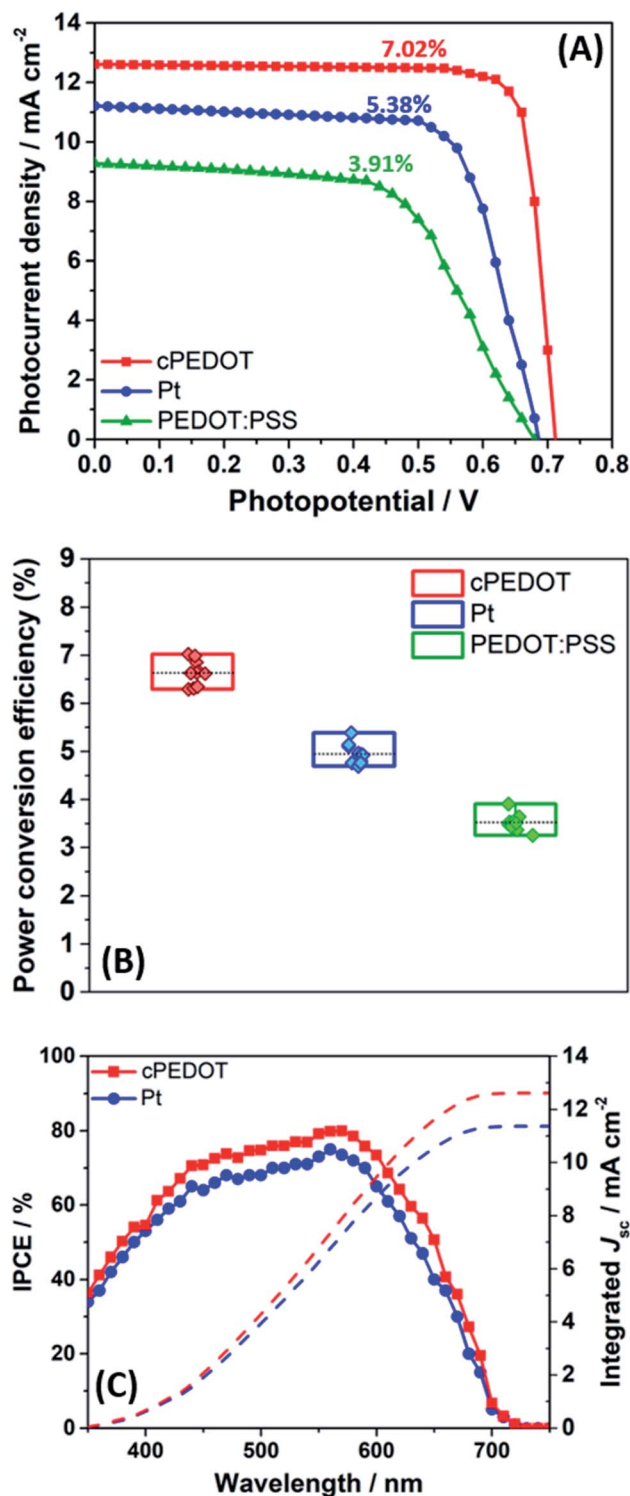 14
12
10
8
6
4
2
0
Photocurrent density / mA cm-2
7.02%
5.38%
3.91%
(A)
cPEDOT
Pt
PEDOT:PSS
0.0 0.1 0.2 0.3 0.4 0.5 0.6 0.7 0.8
Photopotential / V
9
8
7
6
5
4
3
2
1
0
Power conversion efficiency (%)
cPEDOT
Pt
PEDOT:PSS
(B)
100
80
60
40
20
0
IPCE / %
cPEDOT
Pt
(C)
14
12
10
8
6
4
2
0
Integrated Jsc / mA cm-2
400 500 600 700
Wavelength / nm